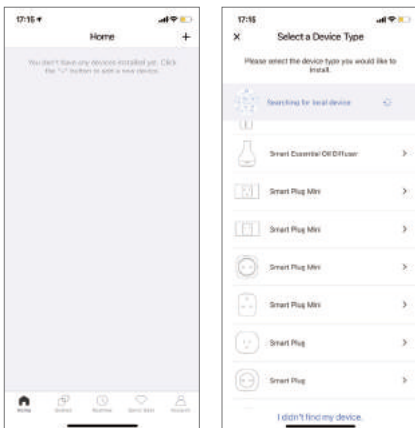 17:15
Home
+
You don't have any devices installed yet. Click
the "+" button to add a new device.
Home
Routines
Account
17:15
Select a Device Type
Please select the device type you would like to
install.
Searching for local device
Smart Essential Oil Diffuser
Smart Plug Mini
Smart Plug Mini
Smart Plug Mini
Smart Plug Mini
Smart Plug
Smart Plug
I didn't find my device.